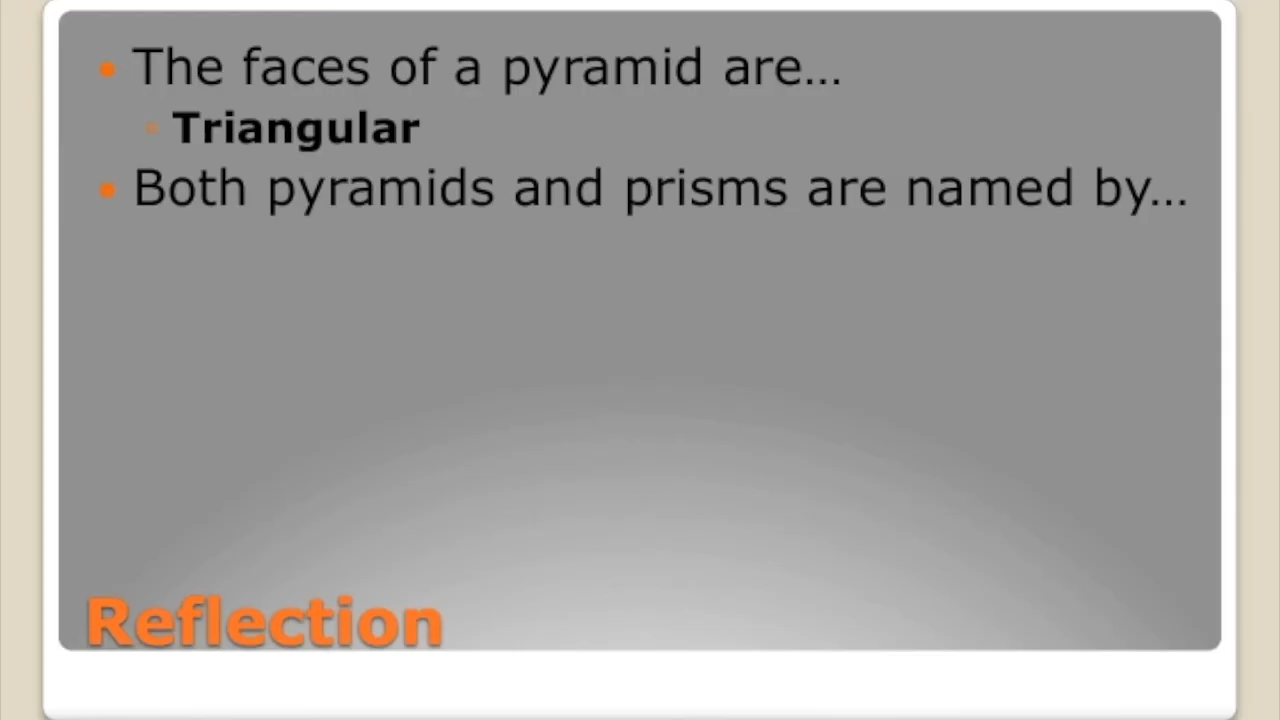 The faces of a pyramid are…
Triangular
Both pyramids and prisms are named by…
Reflection